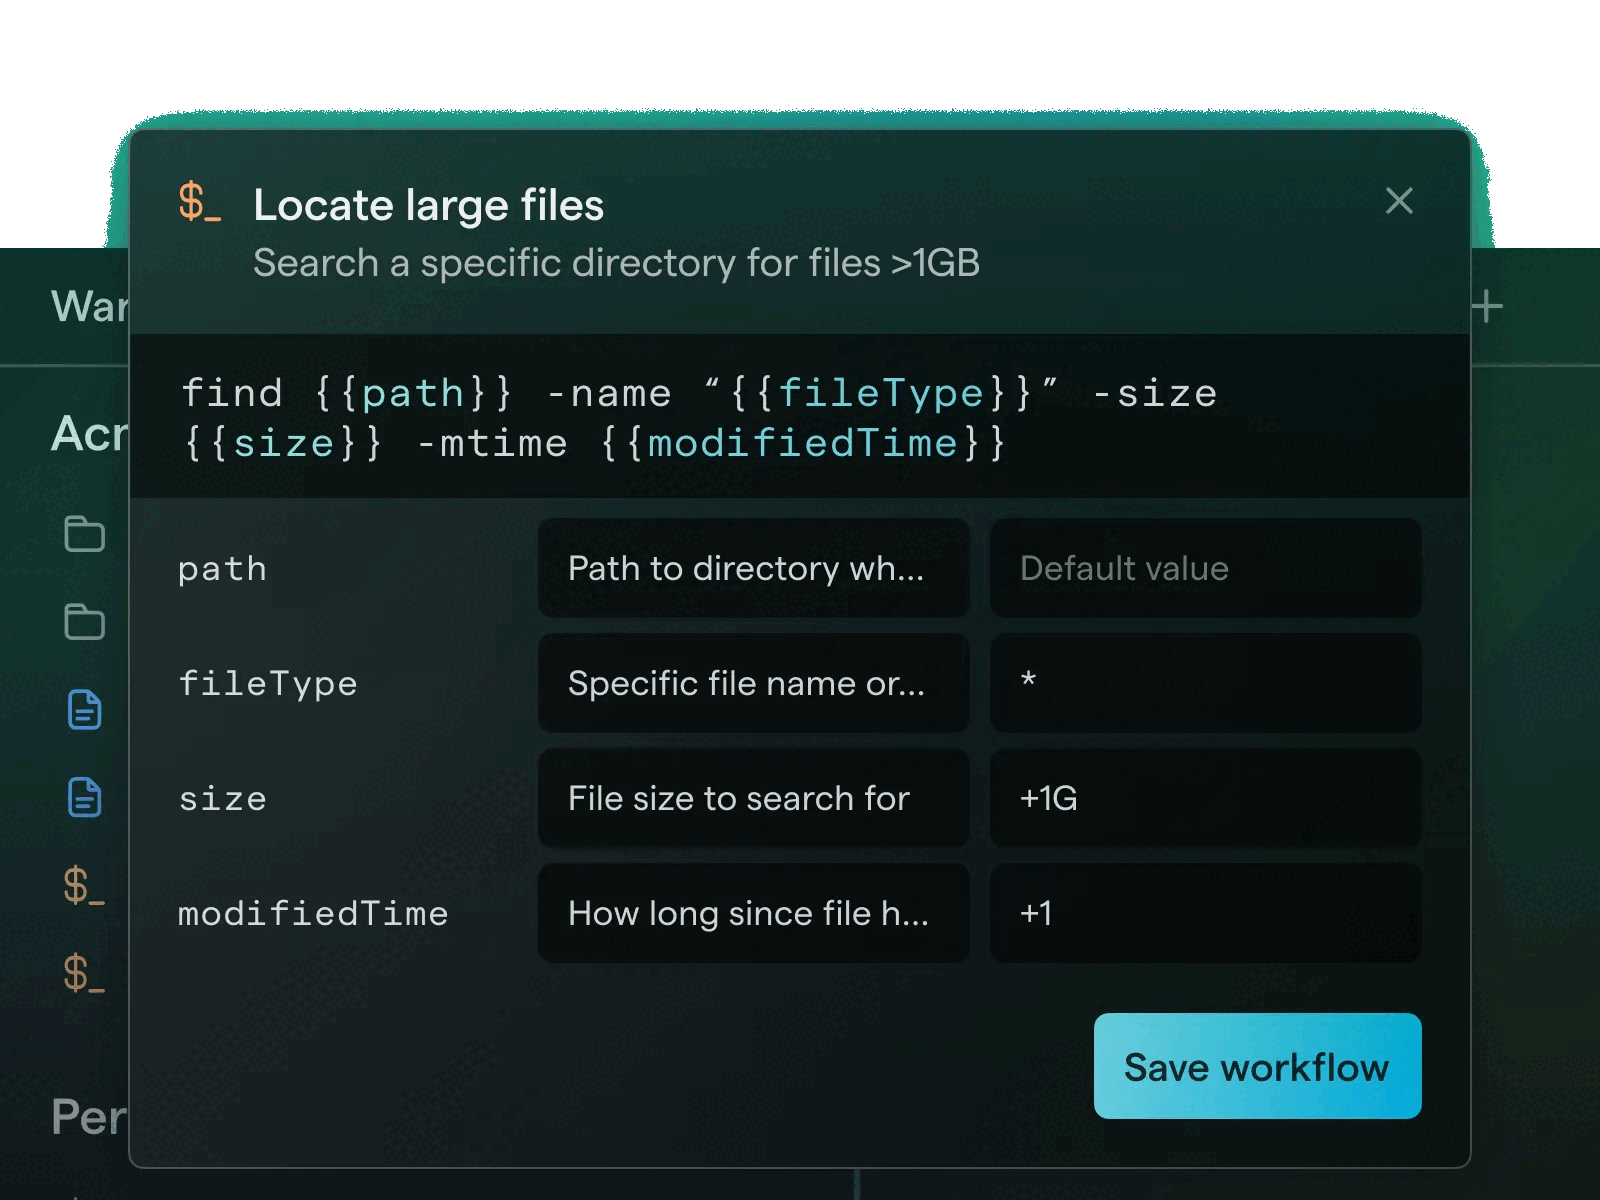 $_ Locate large files
Search a specific directory for files >1GB
War
find {{path}} -name “{{fileType}}” -size
{{size}} -mtime {{modifiedTime}}
Acr
path Path to directory wh... Default value
fileType Specific file name or... *
size File size to search for +1G
$_
modifiedTime How long since file h... +1
$_
Save workflow
Per